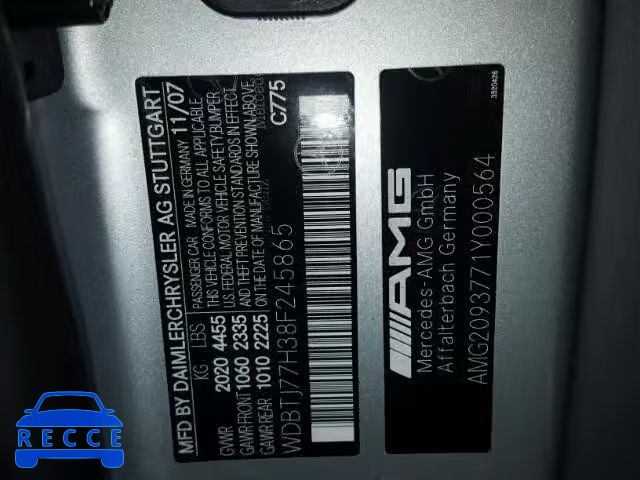 MFD BY DAIMLERCHRYSLER AG STUTTGART
PASSENGER CAR MADE IN GERMANY 11/07
KG LBS THIS VEHICLE CONFORMS TO ALL APPLICABLE
GVWR 2020 4455 U.S. FEDERAL MOTOR VEHICLE SAFETY BUMPER
GAWR FRONT 1060 2335 AND THEFT PREVENTION STANDARDS IN EFFECT
GAWR REAR 1010 2225 ON THE DATE OF MANUFACTURE
C775
WDBTJ77H38F245865
3520428
AMG
Mercedes-AMG GmbH
Affalterbach Germany
AMG2093771Y000564
RECCE